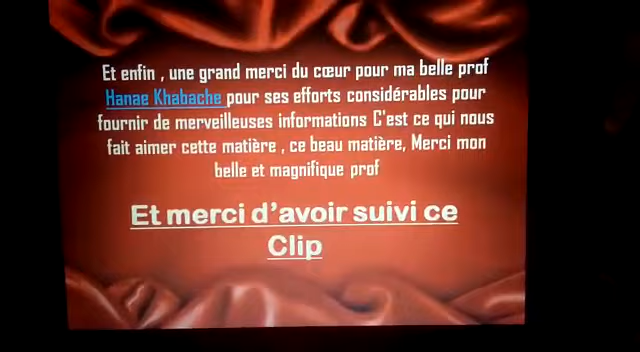 Et enfin , une grand merci du cœur pour ma belle prof
Hanae Khabache pour ses efforts considérables pour
fournir de merveilleuses informations C'est ce qui nous
fait aimer cette matière , ce beau matière, Merci mon
belle et magnifique prof
Et merci d’avoir suivi ce
Clip